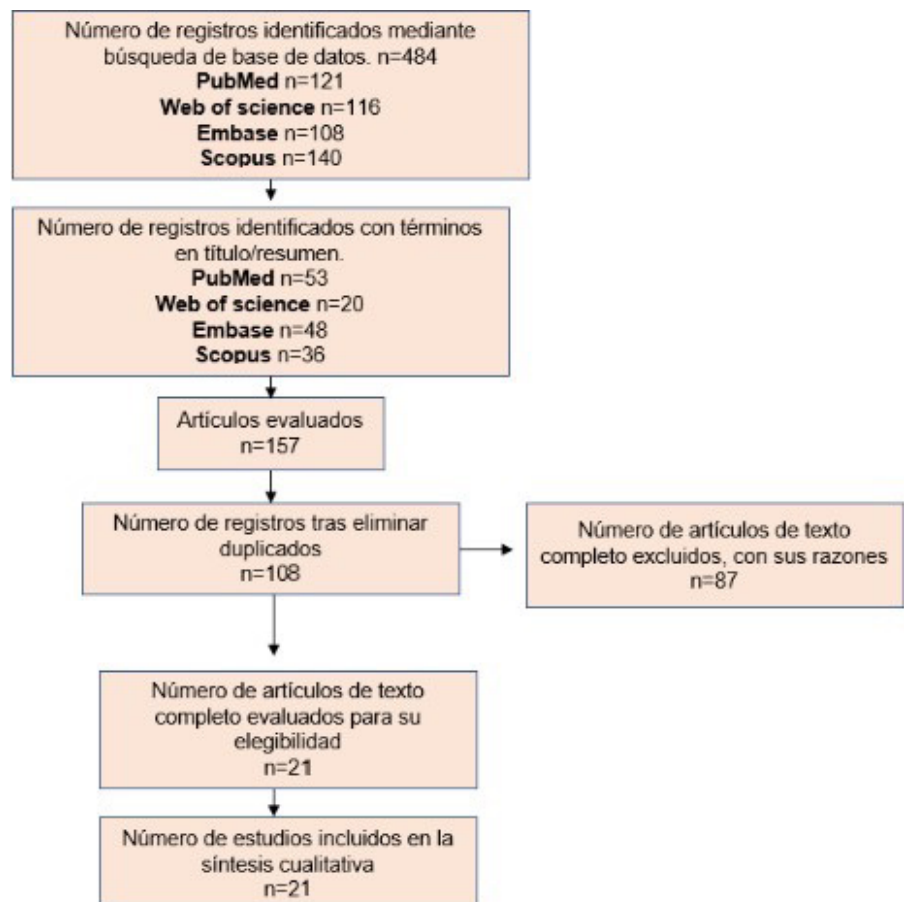 Número de registros identificados mediante
búsqueda de base de datos. n=484
PubMed n=121
Web of science n=116
Embase n=108
Scopus n=140
Número de registros identificados con términos
en título/resumen.
PubMed n=53
Web of science n=20
Embase n=48
Scopus n=36
Artículos evaluados
n=157
Número de registros tras eliminar
duplicados
n=108
Número de artículos de texto
completo excluidos, con sus razones
n=87
Número de artículos de texto
completo evaluados para su
elegibilidad
n=21
Número de estudios incluidos en la
síntesis cualitativa
n=21